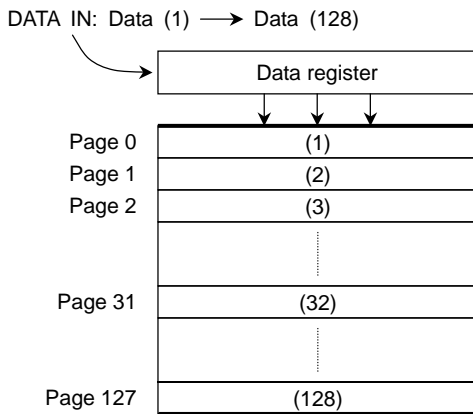 DATA IN: Data (1) → Data (128)
Data register
Page 0 (1)
Page 1 (2)
Page 2 (3)
Page 31 (32)
Page 127 (128)